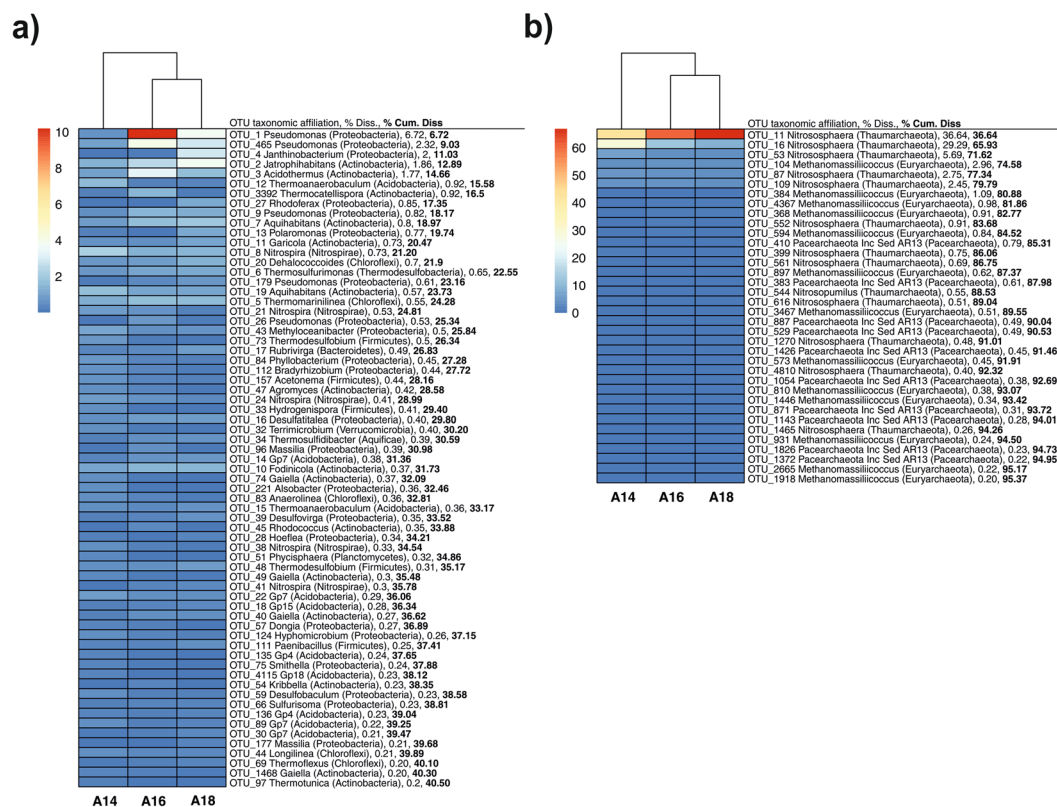 a)
OTU taxonomic affiliation, % Diss., % Cum. Diss
10
8
6
4
2
OTU_1 Pseudomonas (Proteobacteria), 6.72, 6.72
OTU_465 Pseudomonas (Proteobacteria), 2.32, 9.03
OTU_4 Janthinobacterium (Proteobacteria), 2, 11.03
OTU_2 Jatrophihabitans (Actinobacteria), 1.86, 12.89
OTU_3 Acidothermus (Actinobacteria), 1.77, 14.66
OTU_12 Thermoanaerobaculum (Acidobacteria), 0.92, 15.58
OTU_3392 Thermocatellispora (Actinobacteria), 0.92, 16.5
OTU_27 Rhodoferax (Proteobacteria), 0.85, 17.35
OTU_9 Pseudomonas (Proteobacteria), 0.82, 18.17
OTU_7 Aquihabitans (Actinobacteria), 0.8, 18.97
OTU_13 Polaromonas (Proteobacteria), 0.77, 19.74
OTU_11 Garicola (Actinobacteria), 0.73, 20.47
OTU_8 Nitrospira (Nitrospirae), 0.73, 21.20
OTU_20 Dehalococcoides (Chloroflexi), 0.7, 21.9
OTU_6 Thermosulfurimonas (Thermodesulfobacteria), 0.65, 22.55
OTU_179 Pseudomonas (Proteobacteria), 0.61, 23.16
OTU_19 Aquihabitans (Actinobacteria), 0.57, 23.73
OTU_5 Thermomarinilinea (Chloroflexi), 0.55, 24.28
OTU_21 Nitrospira (Nitrospirae), 0.53, 24.81
OTU_26 Pseudomonas (Proteobacteria), 0.53, 25.34
OTU_43 Methyloceanibacter (Proteobacteria), 0.5, 25.84
OTU_73 Thermodesulfobium (Firmicutes), 0.5, 26.34
OTU_17 Rubrivirga (Bacteroidetes), 0.49, 26.83
OTU_84 Phyllobacterium (Proteobacteria), 0.45, 27.28
OTU_112 Bradyrhizobium (Proteobacteria), 0.44, 27.72
OTU_157 Acetonema (Firmicutes), 0.44, 28.16
OTU_47 Agromyces (Actinobacteria), 0.42, 28.58
OTU_24 Nitrospira (Nitrospirae), 0.41, 28.99
OTU_33 Hydrogenispora (Firmicutes), 0.41, 29.40
OTU_16 Desulfatitalea (Proteobacteria), 0.40, 29.80
OTU_32 Terrimicrobium (Verrucomicrobia), 0.40, 30.20
OTU_34 Thermosulfidibacter (Aquificae), 0.39, 30.59
OTU_96 Massilia (Proteobacteria), 0.39, 30.98
OTU_14 Gp7 (Acidobacteria), 0.38, 31.36
OTU_10 Fodinicola (Actinobacteria), 0.37, 31.73
OTU_74 Gaiella (Actinobacteria), 0.37, 32.09
OTU_221 Alsobacter (Proteobacteria), 0.36, 32.46
OTU_83 Anaerolinea (Chloroflexi), 0.36, 32.81
OTU_15 Thermoanaerobaculum (Acidobacteria), 0.36, 33.17
OTU_39 Desulfovirga (Proteobacteria), 0.35, 33.52
OTU_45 Rhodococcus (Actinobacteria), 0.35, 33.88
OTU_28 Hoeflea (Proteobacteria), 0.34, 34.21
OTU_38 Nitrospira (Nitrospirae), 0.33, 34.54
OTU_51 Phycisphaera (Planctomycetes), 0.32, 34.86
OTU_48 Thermodesulfobium (Firmicutes), 0.31, 35.17
OTU_49 Gaiella (Actinobacteria), 0.3, 35.48
OTU_41 Nitrospira (Nitrospirae), 0.3, 35.78
OTU_22 Gp7 (Acidobacteria), 0.29, 36.06
OTU_18 Gp15 (Acidobacteria), 0.28, 36.34
OTU_40 Gaiella (Actinobacteria), 0.27, 36.62
OTU_57 Dongia (Proteobacteria), 0.27, 36.89
OTU_124 Hyphomicrobium (Proteobacteria), 0.26, 37.15
OTU_111 Paenibacillus (Firmicutes), 0.25, 37.41
OTU_135 Gp4 (Acidobacteria), 0.24, 37.65
OTU_75 Smithella (Proteobacteria), 0.24, 37.88
OTU_4115 Gp18 (Acidobacteria), 0.23, 38.12
OTU_54 Kribbella (Actinobacteria), 0.23, 38.35
OTU_59 Desulfobaculum (Proteobacteria), 0.23, 38.58
OTU_66 Sulfurisoma (Proteobacteria), 0.23, 38.81
OTU_136 Gp4 (Acidobacteria), 0.23, 39.04
OTU_89 Gp7 (Acidobacteria), 0.22, 39.25
OTU_30 Gp7 (Acidobacteria), 0.21, 39.47
OTU_177 Massilia (Proteobacteria), 0.21, 39.68
OTU_44 Longilinea (Chloroflexi), 0.21, 39.89
OTU_69 Thermoflexus (Chloroflexi), 0.20, 40.10
OTU_1468 Gaiella (Actinobacteria), 0.20, 40.30
OTU_97 Thermotunica (Actinobacteria), 0.2, 40.50
A14 A16 A18
b)
OTU taxonomic affiliation, % Diss., % Cum. Diss
60
50
40
30
20
10
0
OTU_11 Nitrososphaera (Thaumarchaeota), 36.64, 36.64
OTU_16 Nitrososphaera (Thaumarchaeota), 29.29, 65.93
OTU_53 Nitrososphaera (Thaumarchaeota), 5.69, 71.62
OTU_104 Methanomassiliicoccus (Euryarchaeota), 2.96, 74.58
OTU_87 Nitrososphaera (Thaumarchaeota), 2.75, 77.34
OTU_109 Nitrososphaera (Thaumarchaeota), 2.45, 79.79
OTU_384 Methanomassiliicoccus (Euryarchaeota), 1.09, 80.88
OTU_4367 Methanomassiliicoccus (Euryarchaeota), 0.98, 81.86
OTU_368 Methanomassiliicoccus (Euryarchaeota), 0.91, 82.77
OTU_552 Nitrososphaera (Thaumarchaeota), 0.91, 83.68
OTU_594 Methanomassiliicoccus (Euryarchaeota), 0.84, 84.52
OTU_410 Pacearchaeota Inc Sed AR13 (Pacearchaeota), 0.79, 85.31
OTU_399 Nitrososphaera (Thaumarchaeota), 0.75, 86.06
OTU_561 Nitrososphaera (Thaumarchaeota), 0.69, 86.75
OTU_897 Methanomassiliicoccus (Euryarchaeota), 0.62, 87.37
OTU_383 Pacearchaeota Inc Sed AR13 (Pacearchaeota), 0.61, 87.98
OTU_544 Nitrosopumilus (Thaumarchaeota), 0.55, 88.53
OTU_616 Nitrososphaera (Thaumarchaeota), 0.51, 89.04
OTU_3467 Methanomassiliicoccus (Euryarchaeota), 0.51, 89.55
OTU_887 Pacearchaeota Inc Sed AR13 (Pacearchaeota), 0.49, 90.04
OTU_529 Pacearchaeota Inc Sed AR13 (Pacearchaeota), 0.49, 90.53
OTU_1270 Nitrososphaera (Thaumarchaeota), 0.48, 91.01
OTU_1426 Pacearchaeota Inc Sed AR13 (Pacearchaeota), 0.45, 91.46
OTU_573 Methanomassiliicoccus (Euryarchaeota), 0.45, 91.91
OTU_4810 Nitrososphaera (Thaumarchaeota), 0.40, 92.32
OTU_1054 Pacearchaeota Inc Sed AR13 (Pacearchaeota), 0.38, 92.69
OTU_810 Methanomassiliicoccus (Euryarchaeota), 0.38, 93.07
OTU_1446 Methanomassiliicoccus (Euryarchaeota), 0.34, 93.42
OTU_871 Pacearchaeota Inc Sed AR13 (Pacearchaeota), 0.31, 93.72
OTU_1143 Pacearchaeota Inc Sed AR13 (Pacearchaeota), 0.28, 94.01
OTU_1465 Nitrososphaera (Thaumarchaeota), 0.26, 94.26
OTU_931 Methanomassiliicoccus (Euryarchaeota), 0.24, 94.50
OTU_1826 Pacearchaeota Inc Sed AR13 (Pacearchaeota), 0.23, 94.73
OTU_1372 Pacearchaeota Inc Sed AR13 (Pacearchaeota), 0.22, 94.95
OTU_2665 Methanomassiliicoccus (Euryarchaeota), 0.22, 95.17
OTU_1918 Methanomassiliicoccus (Euryarchaeota), 0.20, 95.37
A14 A16 A18